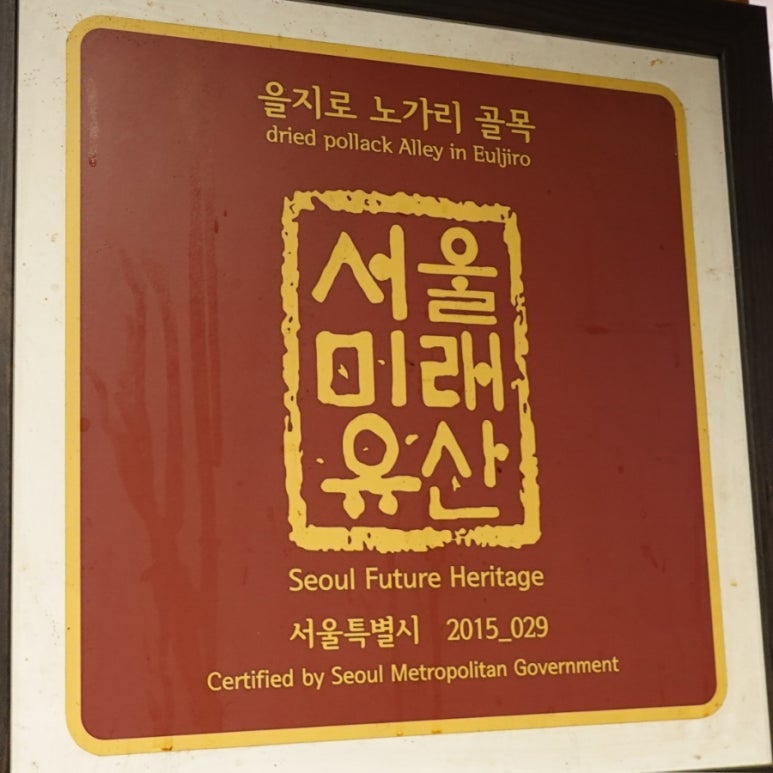 을지로 노가리 골목
dried pollack Alley in Euljiro
서울
미래
유산
Seoul Future Heritage
서울특별시 2015_029
Certified by Seoul Metropolitan Government